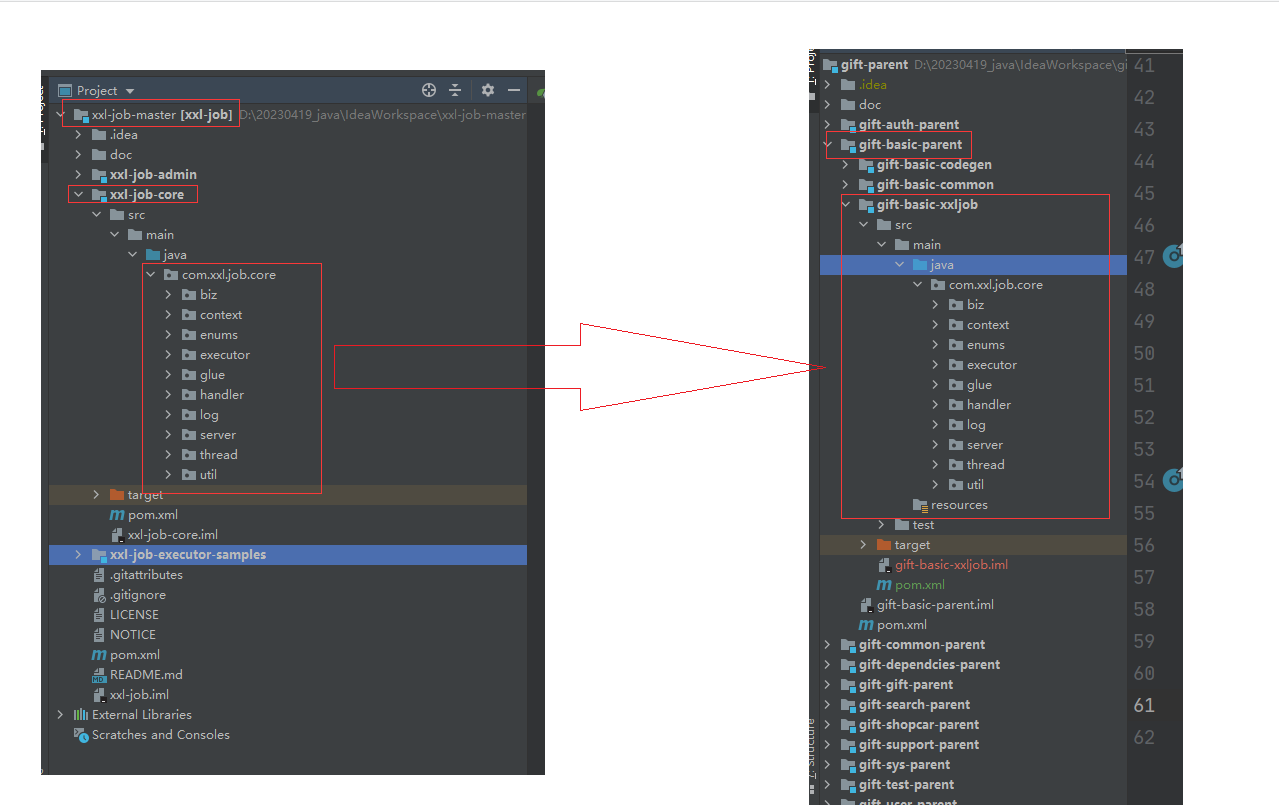 Project
xxl-job-master [xxl-job] D:\20230419_java\IdeaWorkspace\xxl-job-master
.idea
doc
xxl-job-admin
xxl-job-core
src
main
java
com.xxl.job.core
biz
context
enums
executor
glue
handler
log
server
thread
util
target
pom.xml
xxl-job-core.iml
xxl-job-executor-samples
.gitattributes
.gitignore
LICENSE
NOTICE
pom.xml
README.md
xxl-job.iml
External Libraries
Scratches and Consoles
gift-parent D:\20230419_java\IdeaWorkspace\gi
.idea
doc
gift-auth-parent
gift-basic-parent
gift-basic-codegen
gift-basic-common
gift-basic-xxljob
src
main
java
com.xxl.job.core
biz
context
enums
executor
glue
handler
log
server
thread
util
resources
test
target
gift-basic-xxljob.iml
pom.xml
gift-basic-parent.iml
pom.xml
gift-common-parent
gift-dependcies-parent
gift-gift-parent
gift-search-parent
gift-shopcar-parent
gift-support-parent
gift-sys-parent
gift-test-parent
gift-user-parent
41
42
43
44
45
46
47
48
49
50
51
52
53
54
55
56
57
58
59
60
61
62